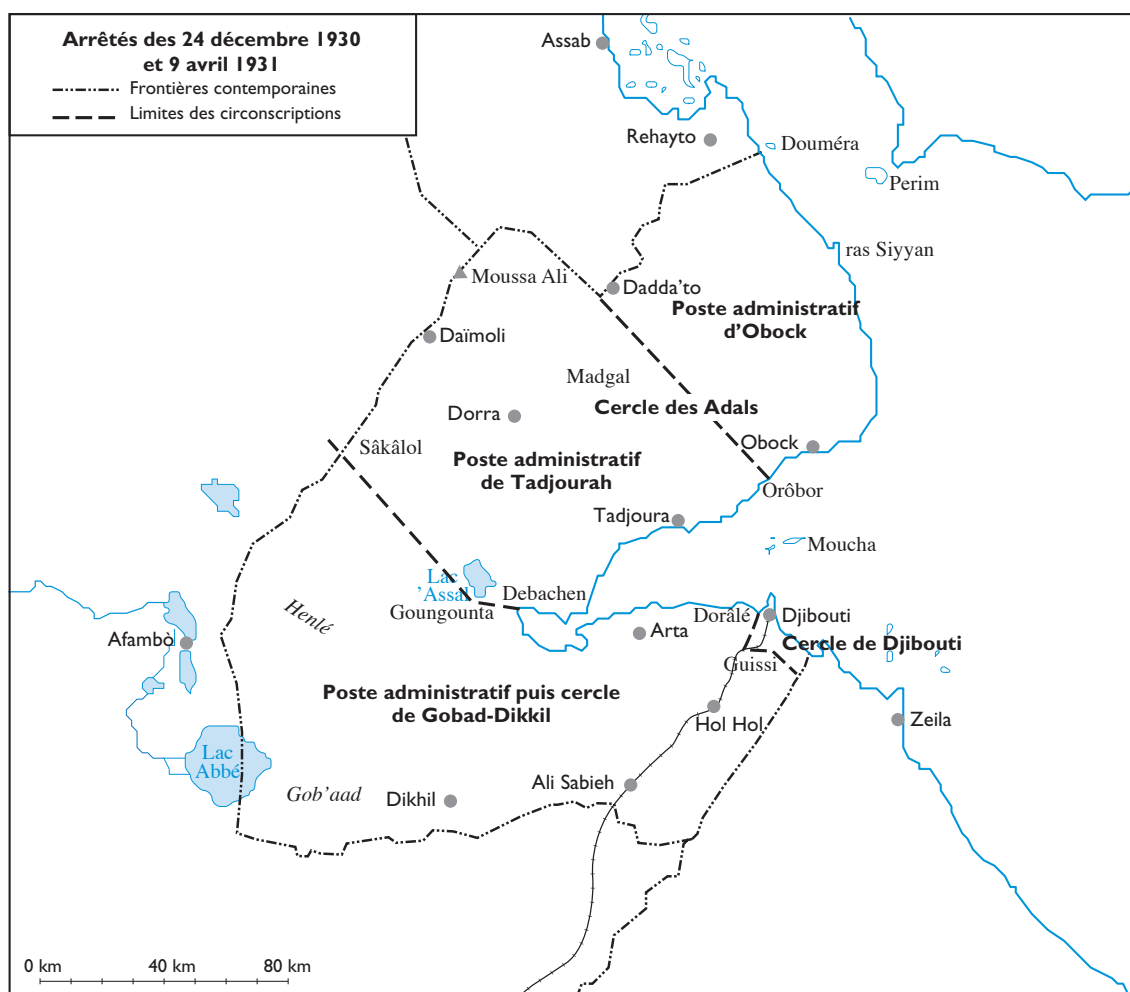 Arrêtés des 24 décembre 1930
et 9 avril 1931
Frontières contemporaines
Limites des circonscriptions
Assab
Rehayto
Douméra
Perim
ras Siyyan
Moussa Ali
Dadda’to
Poste administratif
d’Obock
Daïmoli
Madgal
Cercle des Adals
Dorra
Obock
Sâkâlol
Poste administratif
de Tadjourah
Orôbor
Tadjoura
Moucha
Lac
’Assal
Debachen
Goungounta
Henlé
Dorâlé
Djibouti
Arta
Cercle de Djibouti
Afambò
Guissi
Poste administratif puis cercle
de Gobad-Dikkil
Hol Hol
Zeila
Lac
Abbé
Gob’aad
Dikhil
Ali Sabieh
0 km
40 km
80 km